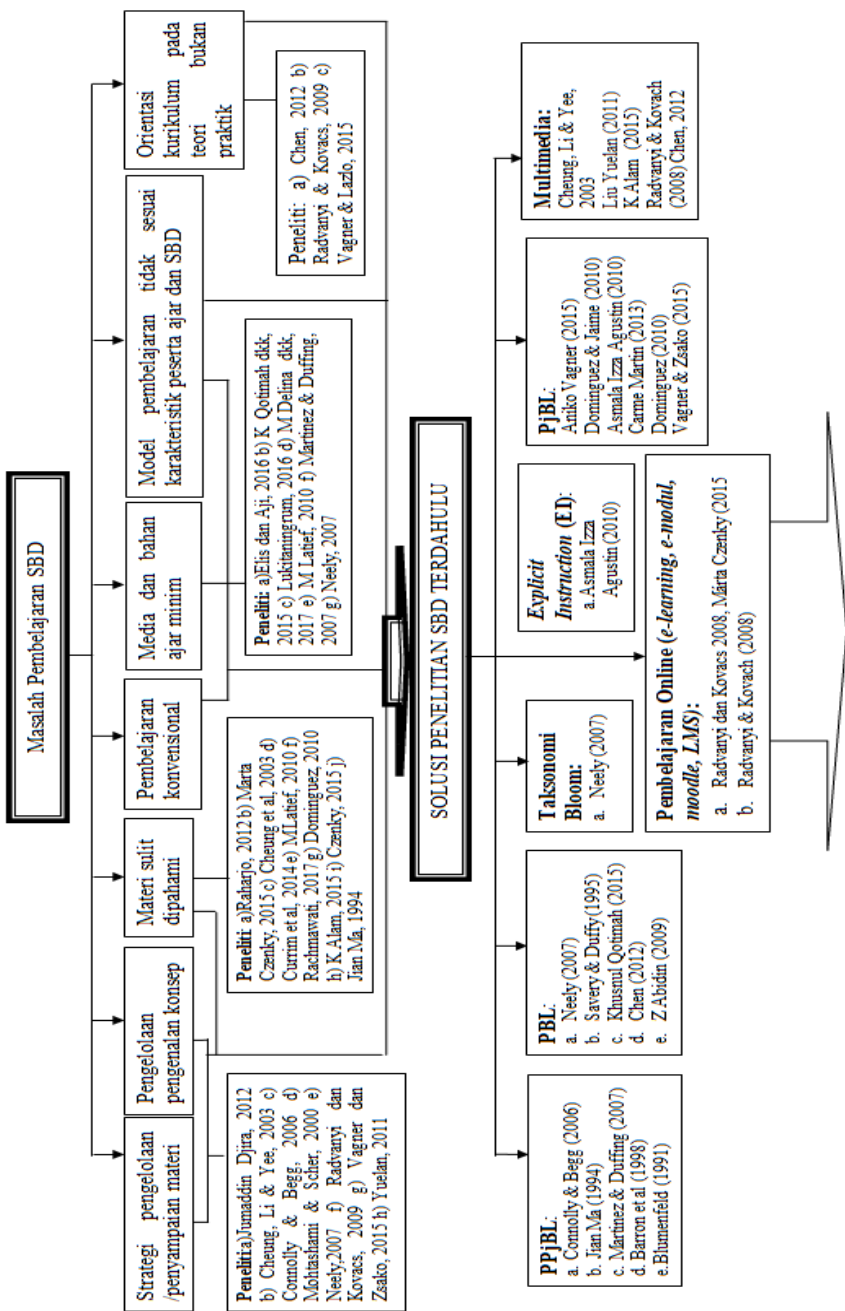 Masalah Pembelajaran SBD
Strategi pengelolaan
/penyampaian materi
Pengelolaan
pengenalan konsep
Materi sulit
dipahami
Pembelajaran
konvensional
Media dan bahan
ajar minim
Model pembelajaran tidak sesuai
karakteristik peserta ajar dan SBD
Orientasi
kurikulum pada
teori bukan
praktik
Peneliti:a)Jumaddin Djira, 2012
b) Cheung, Li & Yee, 2003 c)
Connolly & Begg, 2006 d)
Mohtashami & Scher, 2000 e)
Neely,2007 f) Radvanyi dan
Kovacs, 2009 g) Vagner dan
Zsako, 2015 h) Yuelan, 2011
Peneliti: a)Raharjo, 2012 b) Marta
Czenky, 2015 c) Cheung et al, 2003 d)
Currim et al, 2014 e) MLatief, 2010 f)
Rachmawati, 2017 g) Dominguez, 2010
h) K Alam, 2015 i) Czenky, 2015 j)
Jian Ma, 1994
Peneliti: a)Elis dan Aji, 2016 b) K Qotimah dkk,
2015 c) Lukitaningrum, 2016 d) M Delina dkk,
2017 e) M Latief, 2010 f) Martinez & Duffing,
2007 g) Neely, 2007
Peneliti: a) Chen, 2012 b)
Radvanyi & Kovacs, 2009 c)
Vagner & Lazlo, 2015
SOLUSI PENELITIAN SBD TERDAHULU
PPjBL:
a. Connolly & Begg (2006)
b. Jian Ma (1994)
c. Martinez & Duffing (2007)
d. Barron et al (1998)
e. Blumenfeld (1991)
PBL:
a. Neely (2007)
b. Savery & Duffy (1995)
c. Khusnul Qotimah (2015)
d. Chen (2012)
e. Z Abidin (2009)
Taksonomi
Bloom:
a. Neely (2007)
Explicit
Instruction (EI):
a. Asmala Izza
Agustin (2010)
PjBL:
Aniko Vagner (2015)
Dominguez & Jaime (2010)
Asmala Izza Agustin (2010)
Carme Martin (2013)
Dominguez (2010)
Vagner & Zsako (2015)
Multimedia:
Cheung, Li & Yee,
2003
Liu Yuelan (2011)
K Alam (2015)
Radvanyi & Kovach
(2008) Chen, 2012
Pembelajaran Online (e-learning, e-modul,
moodle, LMS):
a. Radvanyi dan Kovacs 2008, Márta Czenky (2015
b. Radvanyi & Kovach (2008)